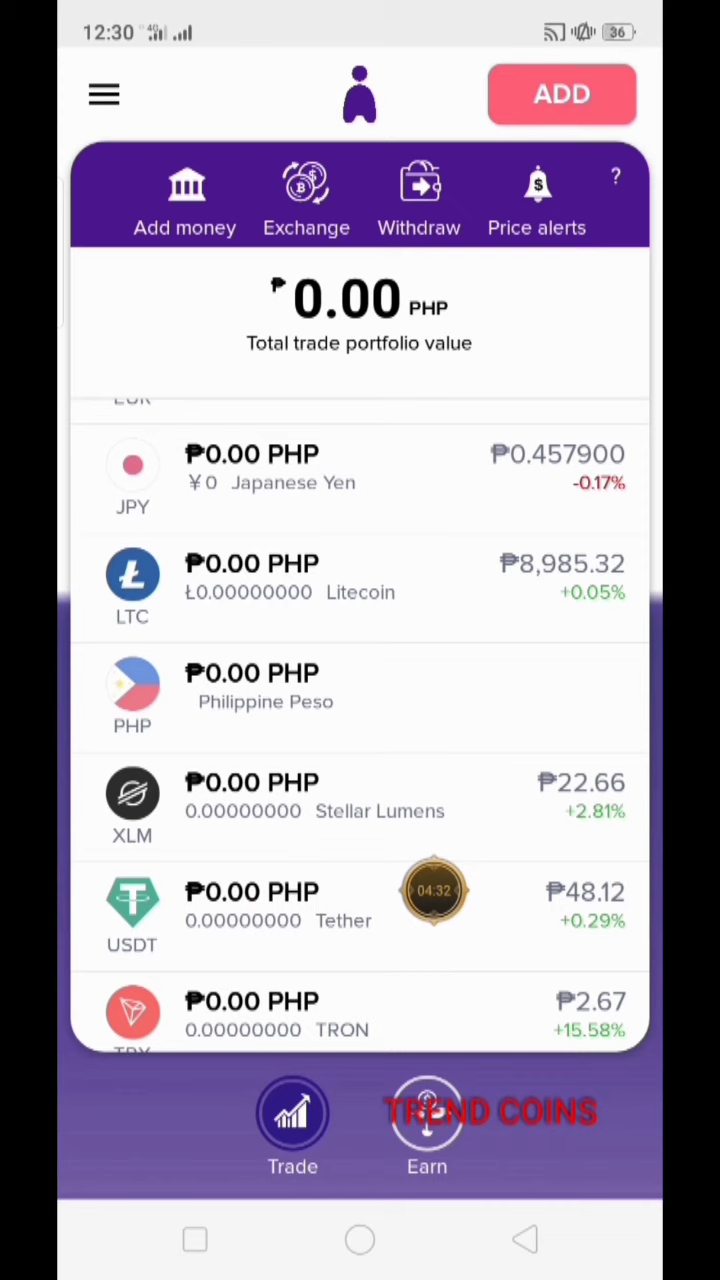 12:30 4G 36
ADD
Add money Exchange Withdraw Price alerts ?
₱0.00 PHP
Total trade portfolio value
EUR
₱0.00 PHP ₱0.457900
¥0 Japanese Yen -0.17%
JPY
₱0.00 PHP ₱8,985.32
Ł0.00000000 Litecoin +0.05%
LTC
₱0.00 PHP
Philippine Peso
PHP
₱0.00 PHP ₱22.66
0.00000000 Stellar Lumens +2.81%
XLM
₱0.00 PHP 04:32 ₱48.12
0.00000000 Tether +0.29%
USDT
₱0.00 PHP ₱2.67
0.00000000 TRON +15.58%
TREND COINS
Trade Earn